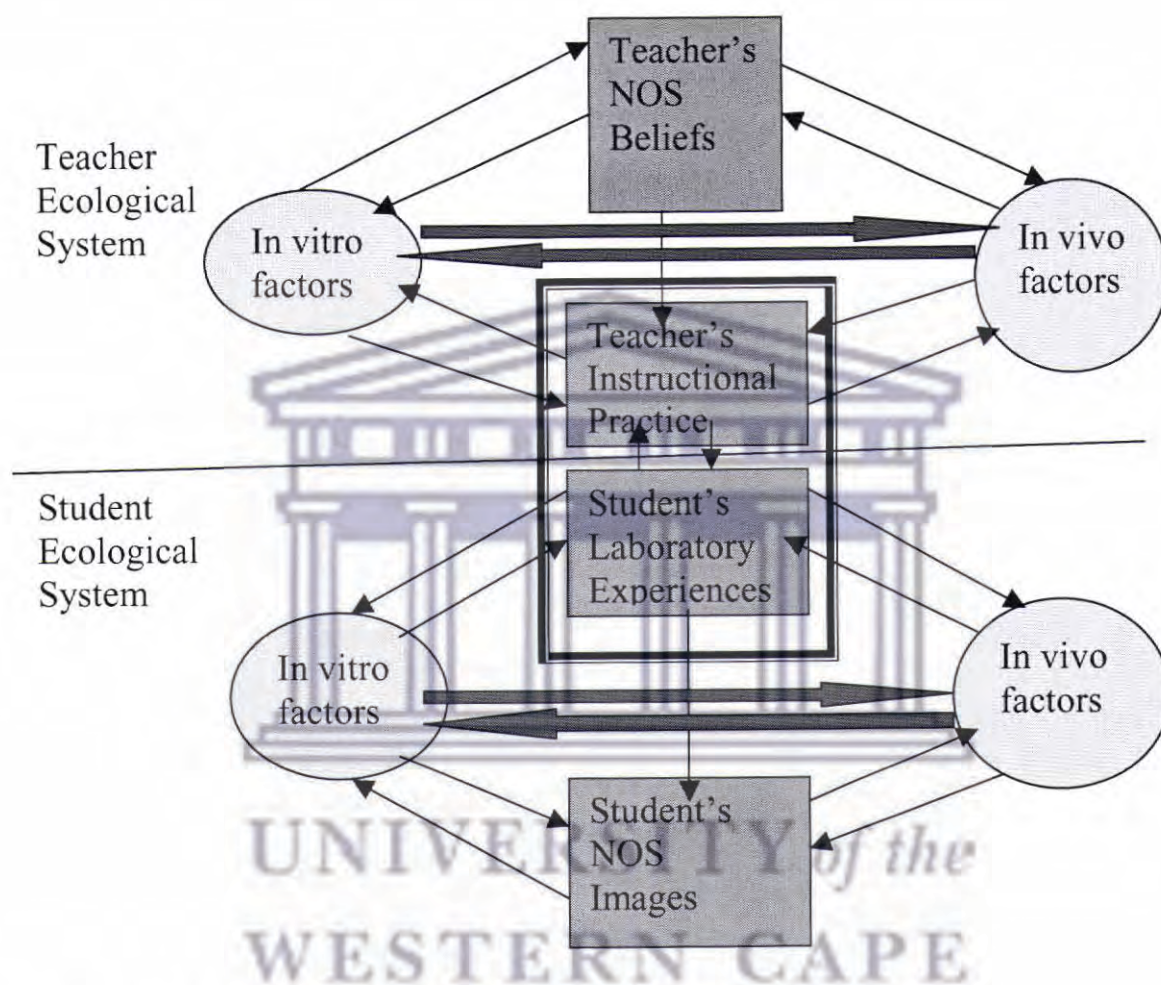 Teacher's
NOS
Beliefs
Teacher
Ecological
System
In vitro
factors
In vivo
factors
Teacher's
Instructional
Practice
Student
Ecological
System
Student's
Laboratory
Experiences
In vitro
factors
In vivo
factors
Student's
NOS
Images
UNIVERSITY of the
WESTERN CAPE